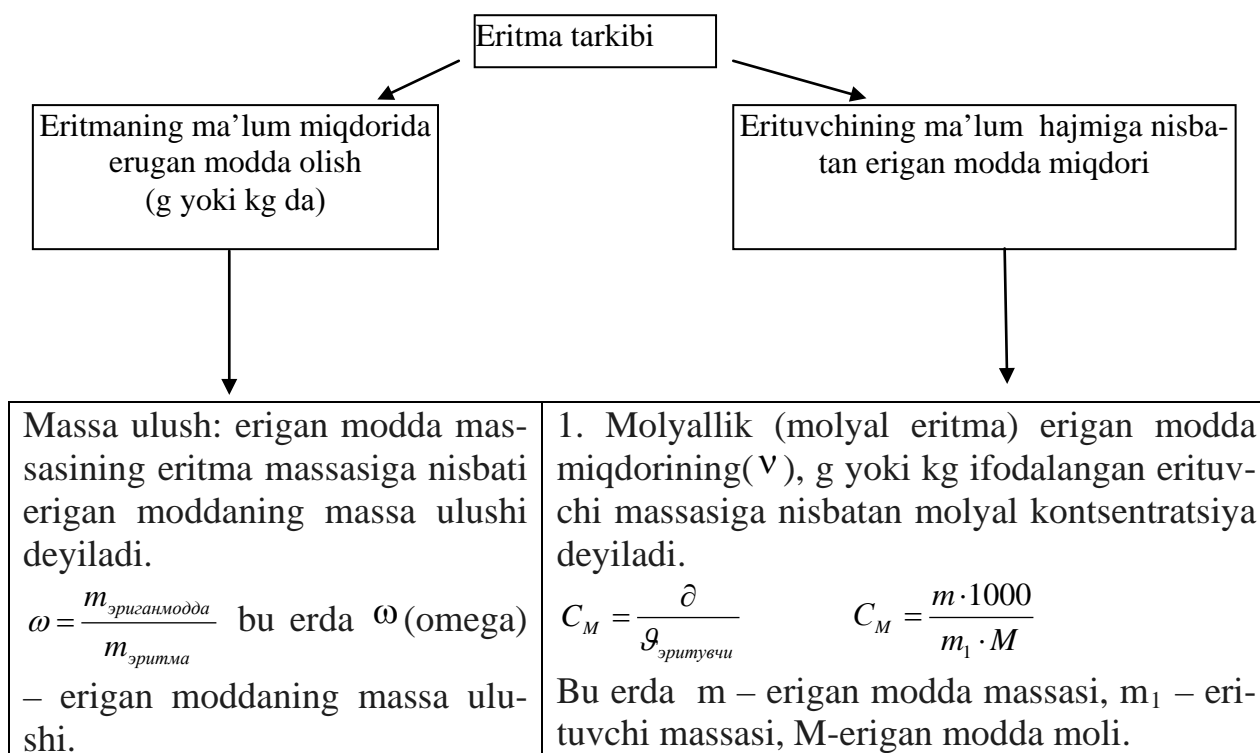 Eritma tarkibi
Eritmaning ma’lum miqdorida
erugan modda olish
(g yoki kg da)
Erituvchining ma’lum hajmiga nisba-
tan erigan modda miqdori
Massa ulush: erigan modda mas-
sasining eritma massasiga nisbati
erigan moddaning massa ulushi
deyiladi.
ω = m эриганмодда / m эритма bu erda ω (omega)
– erigan moddaning massa ulu-
shi.
1. Molyallik (molyal eritma) erigan modda
miqdorining(ν), g yoki kg ifodalangan erituv-
chi massasiga nisbatan molyal kontsentratsiya
deyiladi.
C_M = ∂ / 𝒈 эритувчи C_M = m·1000 / m₁·M
Bu erda m – erigan modda massasi, m₁ – eri-
tuvchi massasi, M-erigan modda moli.